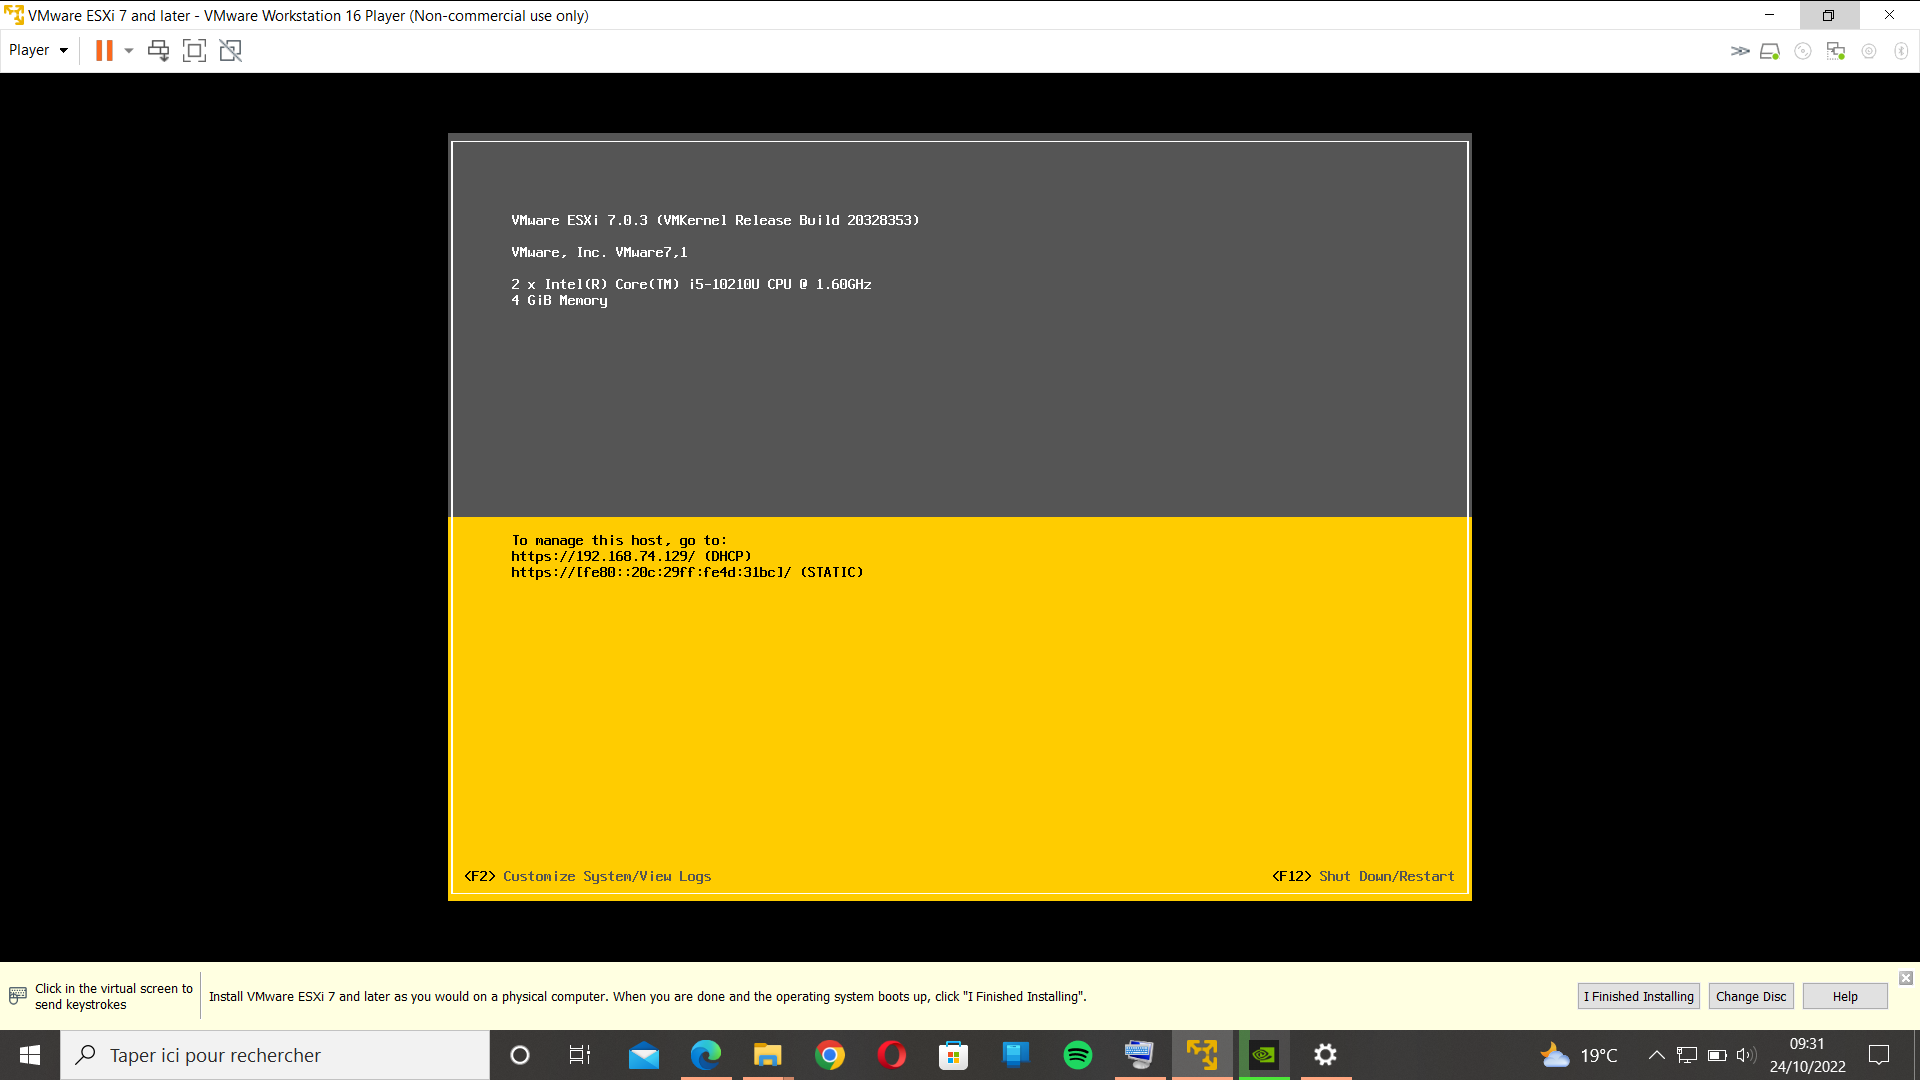 VMware ESXi 7 and later - VMware Workstation 16 Player (Non-commercial use only)
Player
VMware ESXi 7.0.3 (VMKernel Release Build 20328353)
VMware, Inc. VMware7,1
2 x Intel(R) Core(TM) i5-10210U CPU @ 1.60GHz
4 GiB Memory
To manage this host, go to:
https://192.168.74.129/ (DHCP)
https://[fe80::20c:29ff:fe4d:31bc]/ (STATIC)
<F2> Customize System/View Logs
<F12> Shut Down/Restart
Click in the virtual screen to
send keystrokes
Install VMware ESXi 7 and later as you would on a physical computer. When you are done and the operating system boots up, click "I Finished Installing".
I Finished Installing
Change Disc
Help
Taper ici pour rechercher
19°C
09:31
24/10/2022